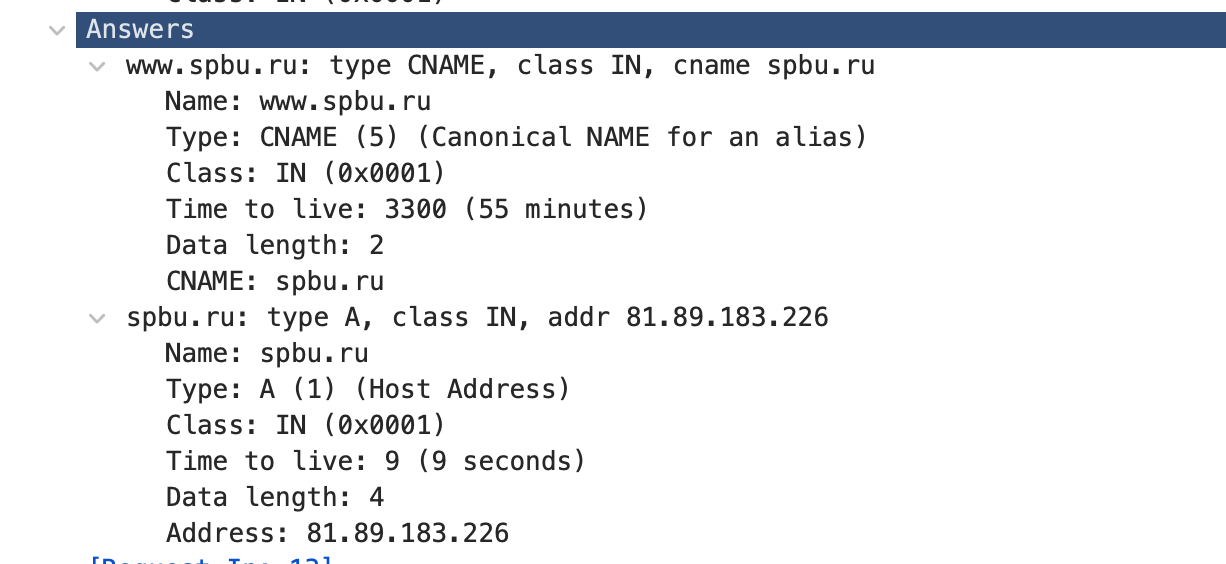 Class: IN (0x0001)
Answers
www.spbu.ru: type CNAME, class IN, cname spbu.ru
Name: www.spbu.ru
Type: CNAME (5) (Canonical NAME for an alias)
Class: IN (0x0001)
Time to live: 3300 (55 minutes)
Data length: 2
CNAME: spbu.ru
spbu.ru: type A, class IN, addr 81.89.183.226
Name: spbu.ru
Type: A (1) (Host Address)
Class: IN (0x0001)
Time to live: 9 (9 seconds)
Data length: 4
Address: 81.89.183.226